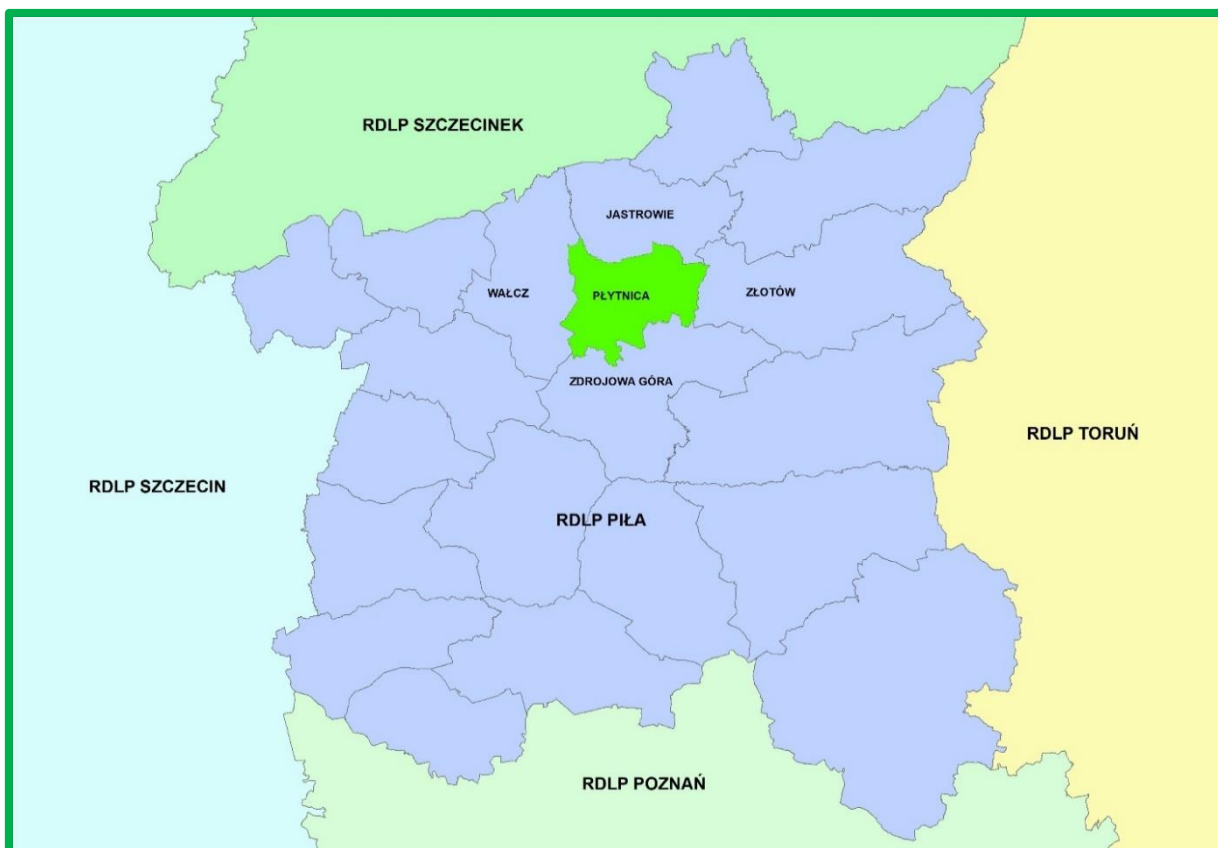 RDLP SZCZECINEK
JASTROWIE
WAŁCZ
PŁYTNICA
ZŁOTÓW
ZDROJOWA GÓRA
RDLP TORUŃ
RDLP SZCZECIN
RDLP PIŁA
RDLP POZNAŃ